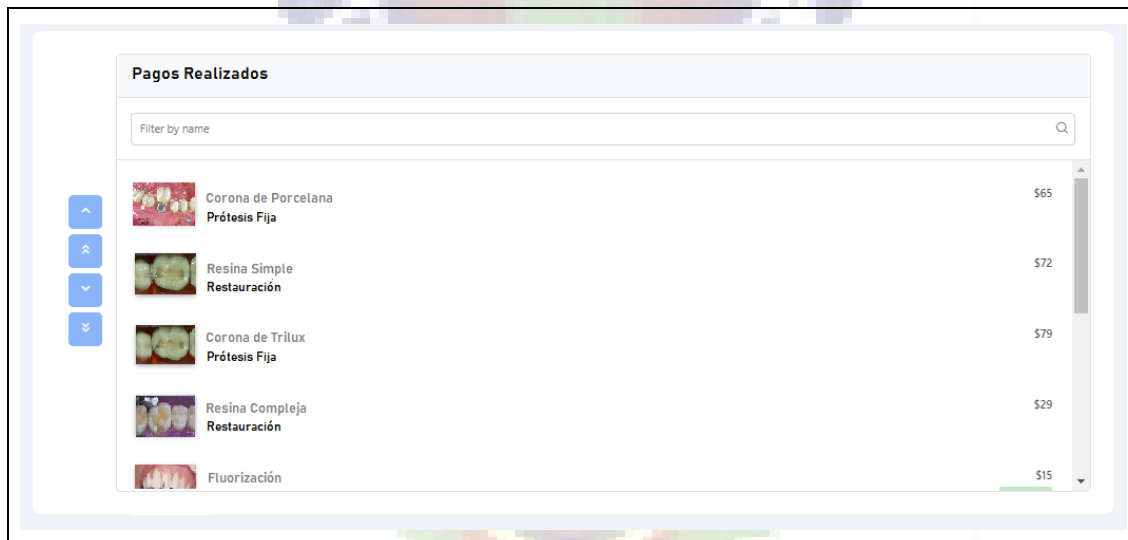 Pagos Realizados
Filter by name
Corona de Porcelana
$65
Prótesis Fija
Resina Simple
$72
Restauración
Corona de Trilux
$79
Prótesis Fija
Resina Compleja
$29
Restauración
Fluorización
$15